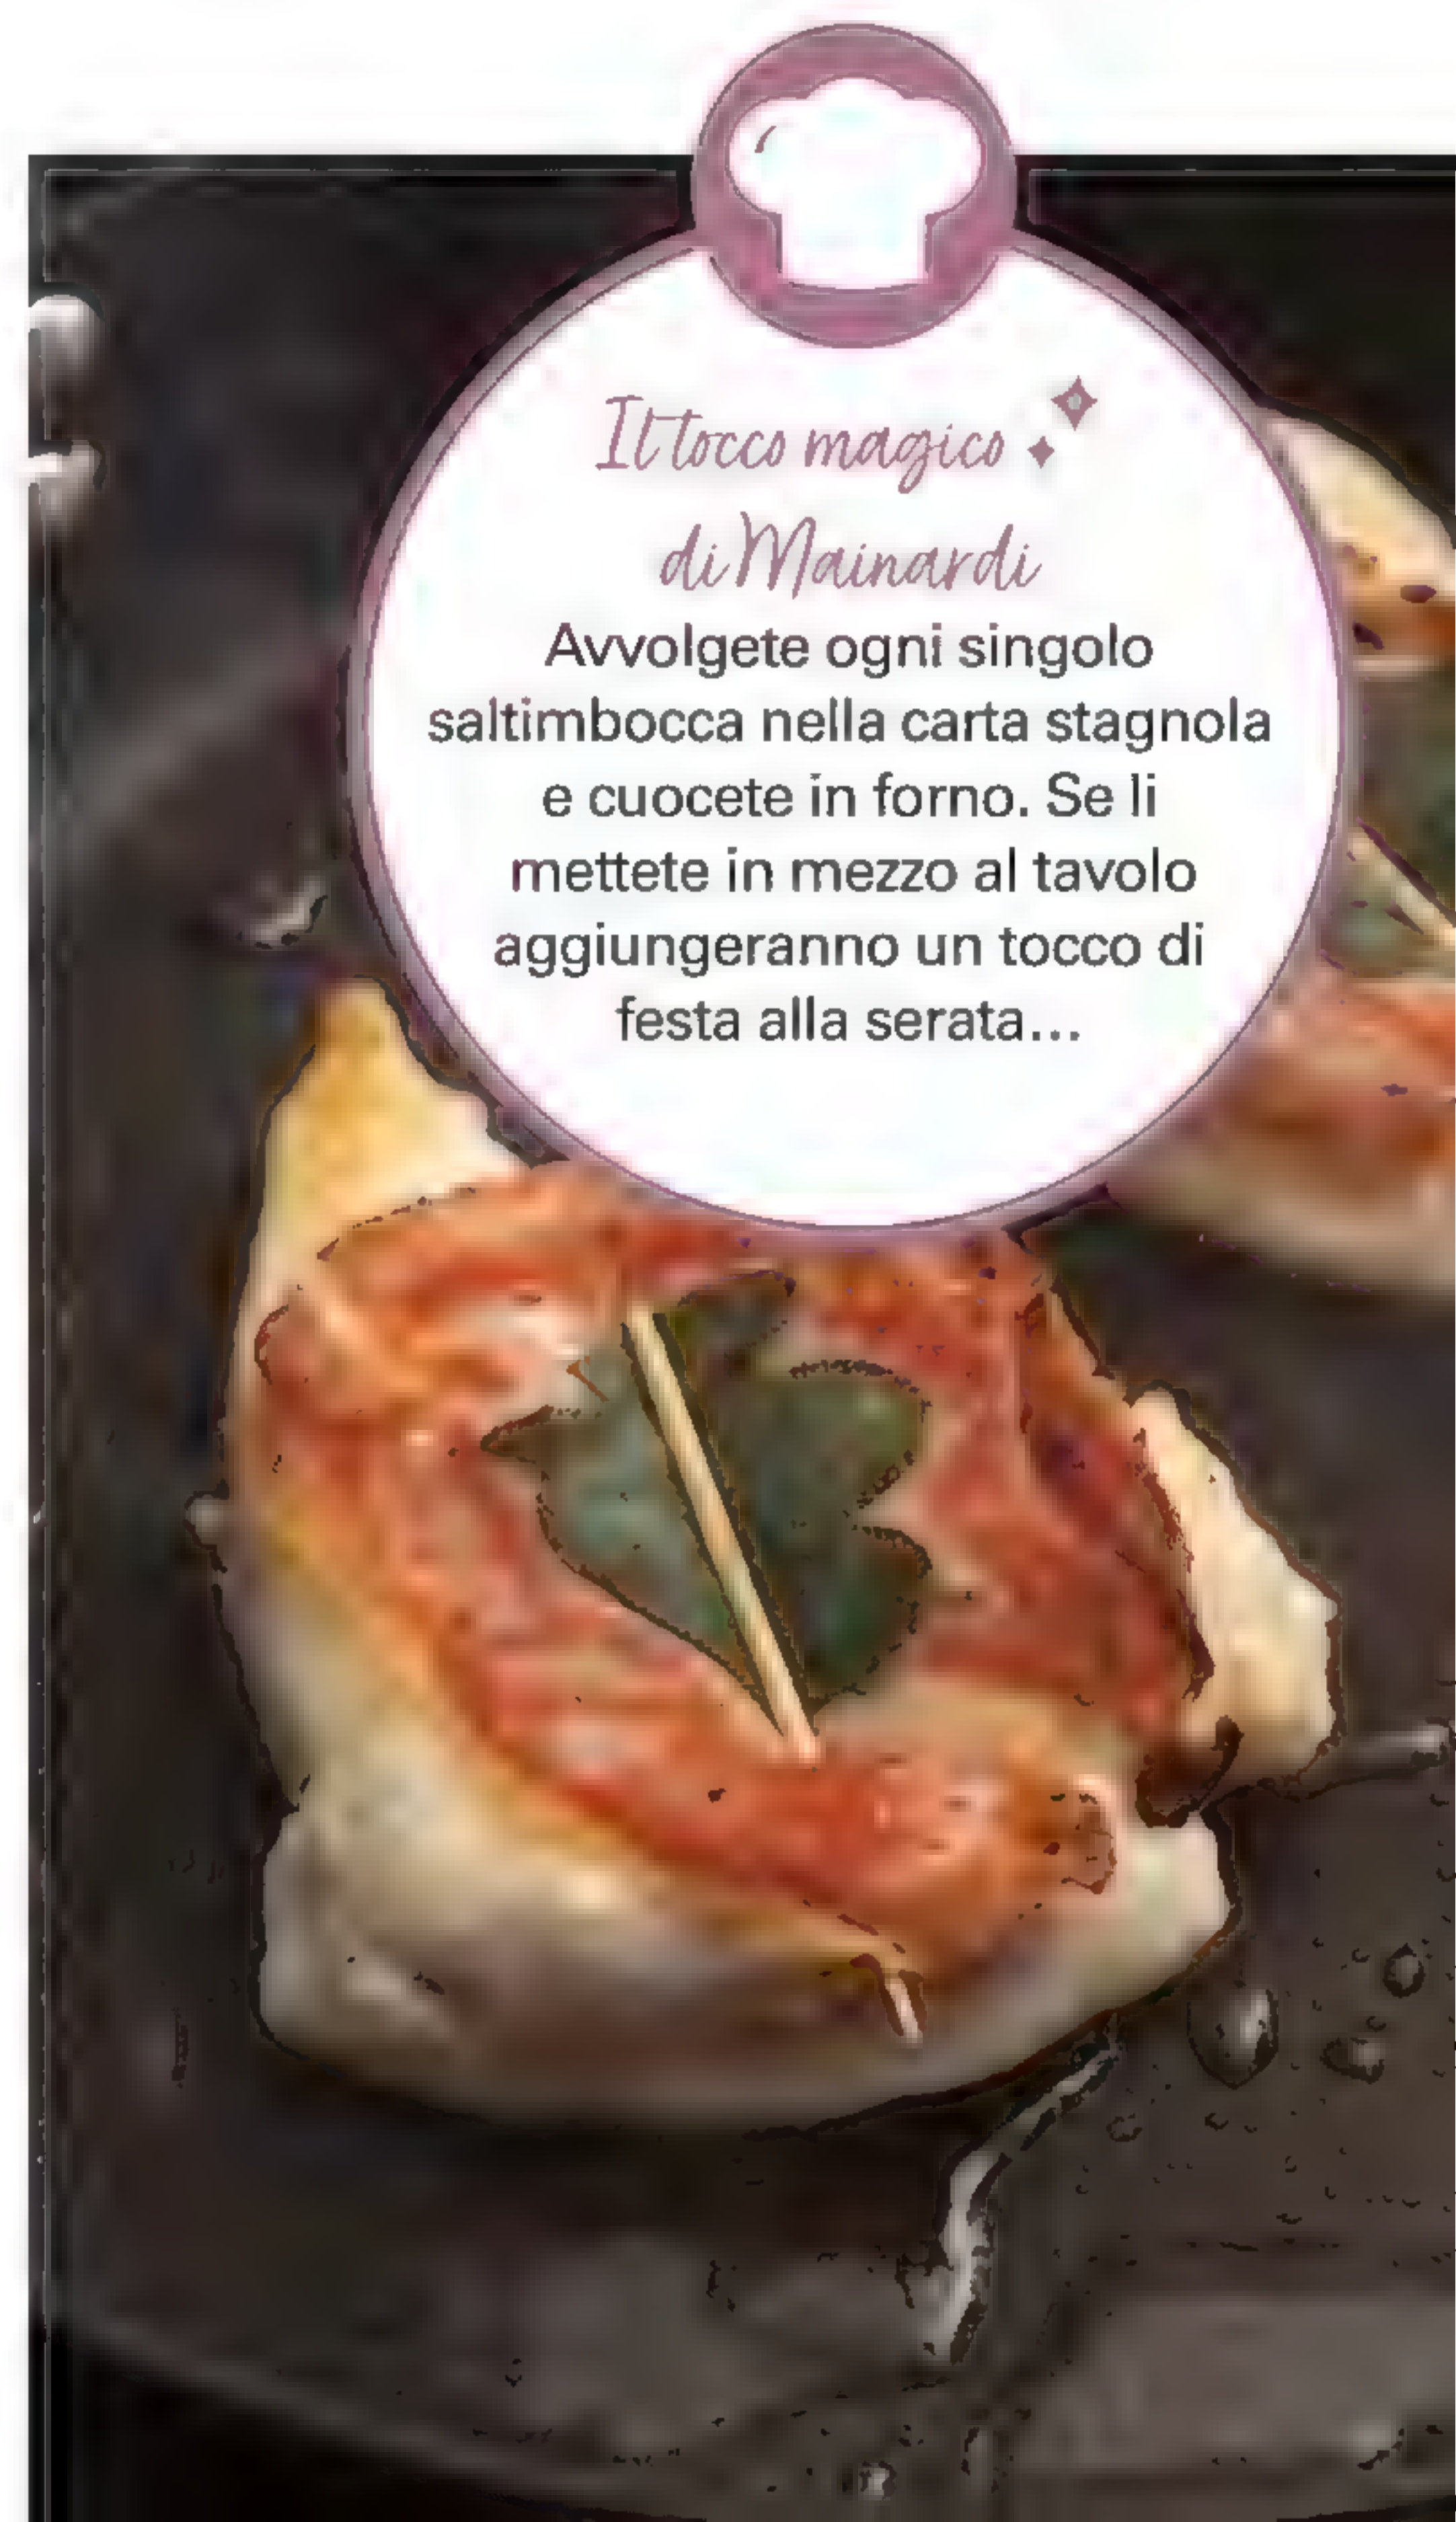 Il tocco magico
di Mainardi
Avvolgete ogni singolo
saltimbocca nella carta stagnola
e cuocete in forno. Se li
mettete in mezzo al tavolo
aggiungeranno un tocco di
festa alla serata...